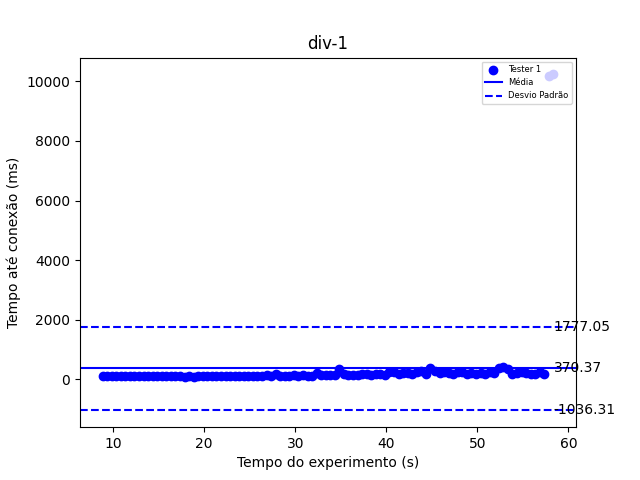 div-1
Tempo até conexão (ms)
10000
8000
6000
4000
2000
0
Tester 1
Média
Desvio Padrão
1777.05
370.37
-1036.31
10 20 30 40 50 60
Tempo do experimento (s)